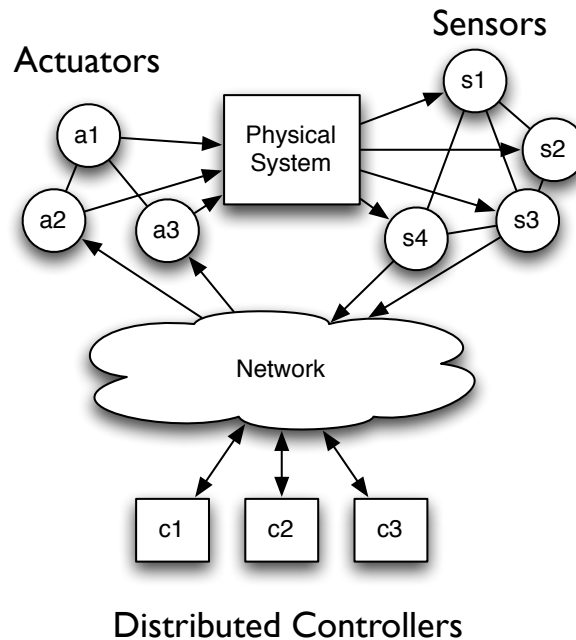 Sensors
Actuators
s1
a1
Physical
System
s2
a2
a3
s3
s4
Network
c1
c2
c3
Distributed Controllers